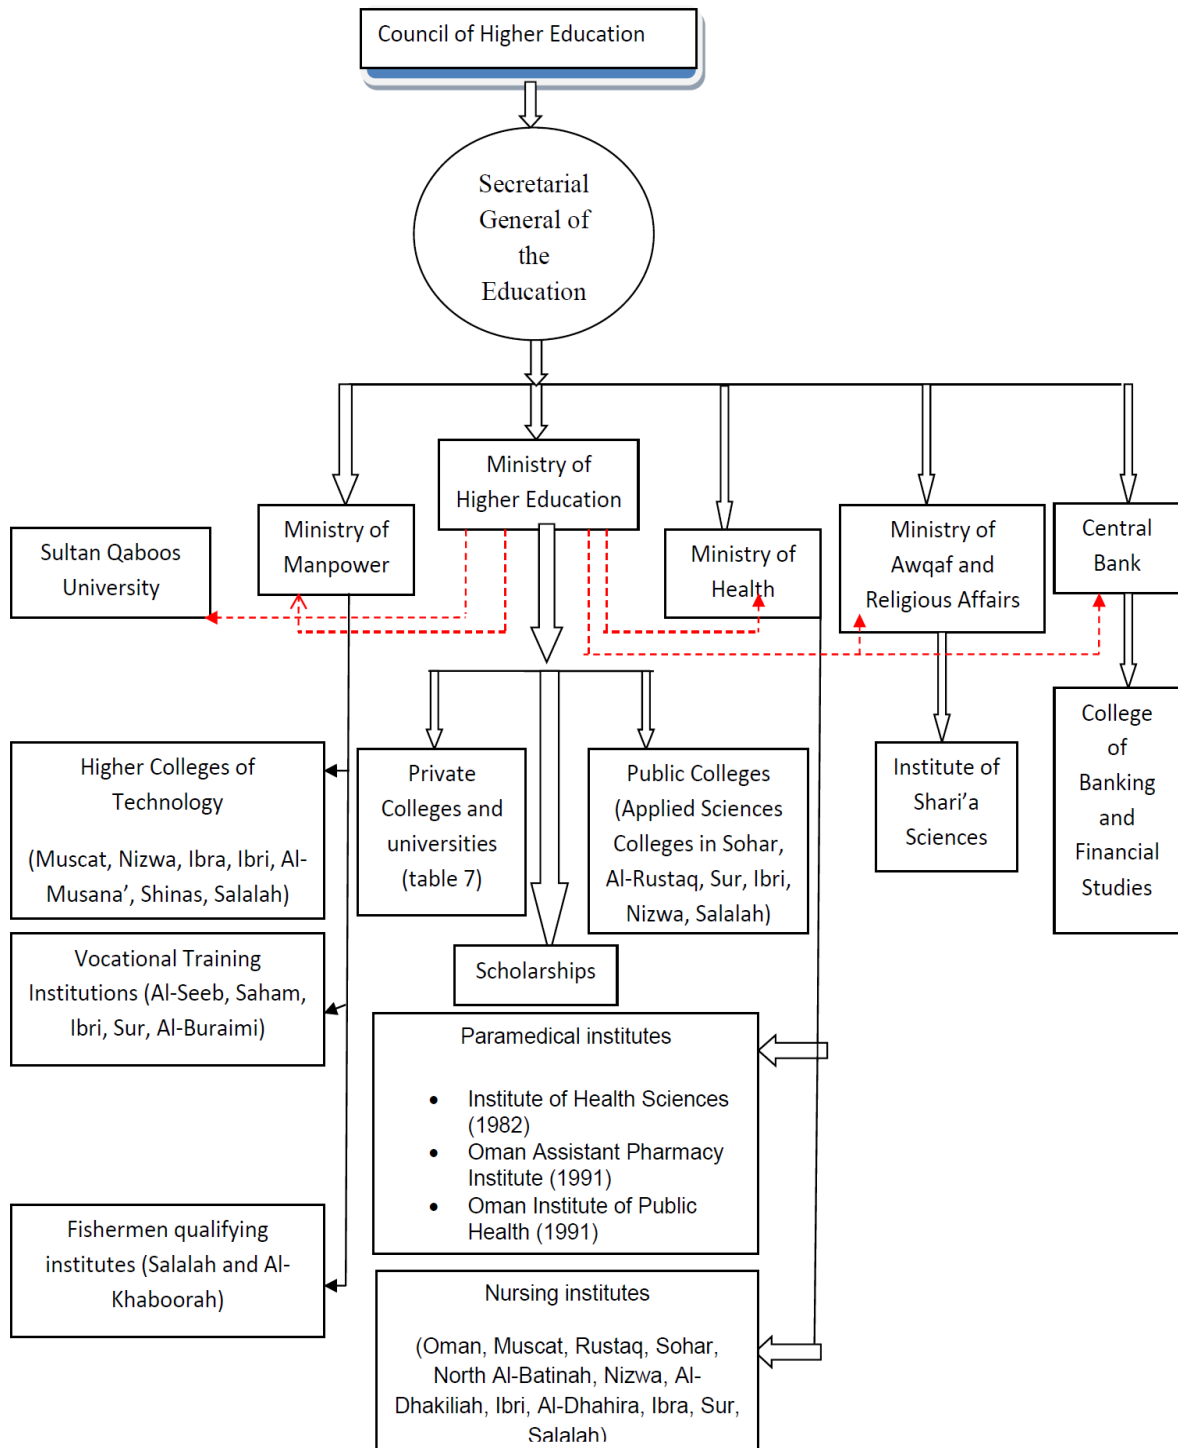 Council of Higher Education
Secretarial
General of
the
Education
Ministry of
Higher Education
Ministry of
Manpower
Sultan Qaboos
University
Ministry of
Health
Ministry of
Awqaf and
Religious Affairs
Central
Bank
Higher Colleges of
Technology
(Muscat, Nizwa, Ibra, Ibri, Al-
Musana’, Shinas, Salalah)
Private
Colleges and
universities
(table 7)
Public Colleges
(Applied Sciences
Colleges in Sohar,
Al-Rustaq, Sur, Ibri,
Nizwa, Salalah)
Institute of
Shari’a
Sciences
College
of
Banking
and
Financial
Studies
Vocational Training
Institutions (Al-Seeb, Saham,
Ibri, Sur, Al-Buraimi)
Scholarships
Paramedical institutes
• Institute of Health Sciences
(1982)
• Oman Assistant Pharmacy
Institute (1991)
• Oman Institute of Public
Health (1991)
Fishermen qualifying
institutes (Salalah and Al-
Khaboorah)
Nursing institutes
(Oman, Muscat, Rustaq, Sohar,
North Al-Batinah, Nizwa, Al-
Dhakiliah, Ibri, Al-Dhahira, Ibra, Sur,
Salalah)